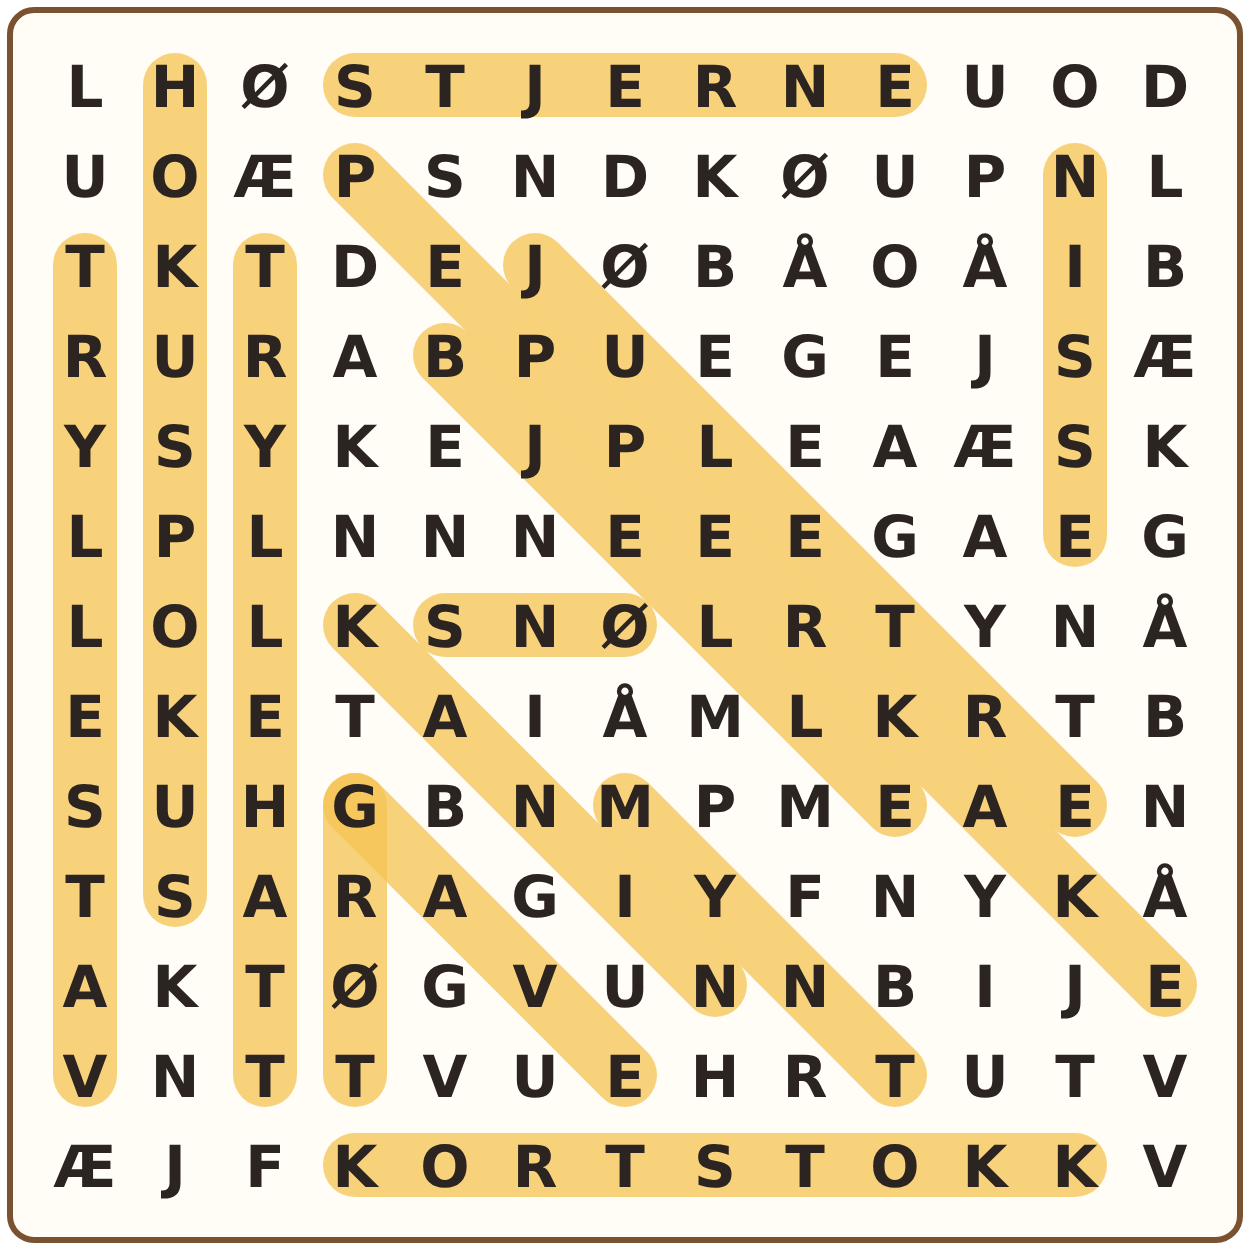 L H Ø S T J E R N E U O D
U O Æ P S N D K Ø U P N L
T K T D E J Ø B Å O Å I B
R U R A B P U E G E J S Æ
Y S Y K E J P L E A Æ S K
L P L N N N E E E G A E G
L O L K S N Ø L R T Y N Å
E K E T A I Å M L K R T B
S U H G B N M P M E A E N
T S A R A G I Y F N Y K Å
A K T Ø G V U N N B I J E
V N T T V U E H R T U T V
Æ J F K O R T S T O K K V